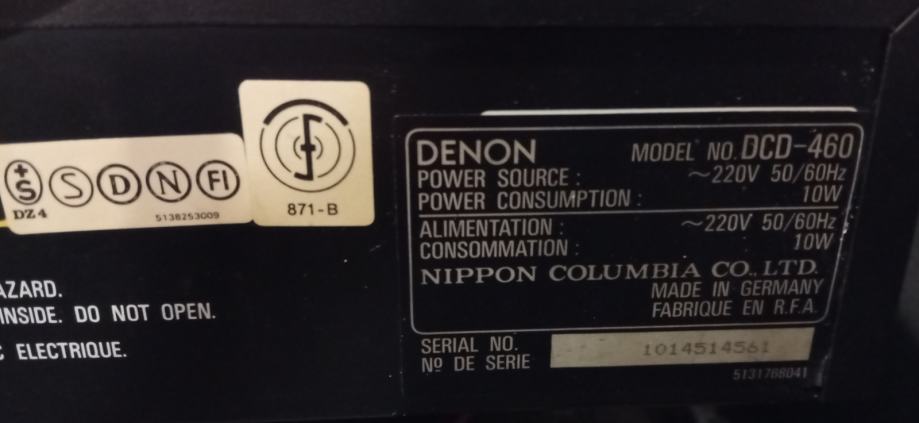 +S S D N FI
DZ4
5138253009
871-B
AZARD.
INSIDE. DO NOT OPEN.
ELECTRIQUE.
DENON MODEL NO. DCD-460
POWER SOURCE : ~220V 50/60Hz
POWER CONSUMPTION : 10W
ALIMENTATION : ~220V 50/60Hz
CONSOMMATION : 10W
NIPPON COLUMBIA CO., LTD.
MADE IN GERMANY
FABRIQUE EN R.F.A.
SERIAL NO. 1014514561
Nº DE SERIE
5131768041